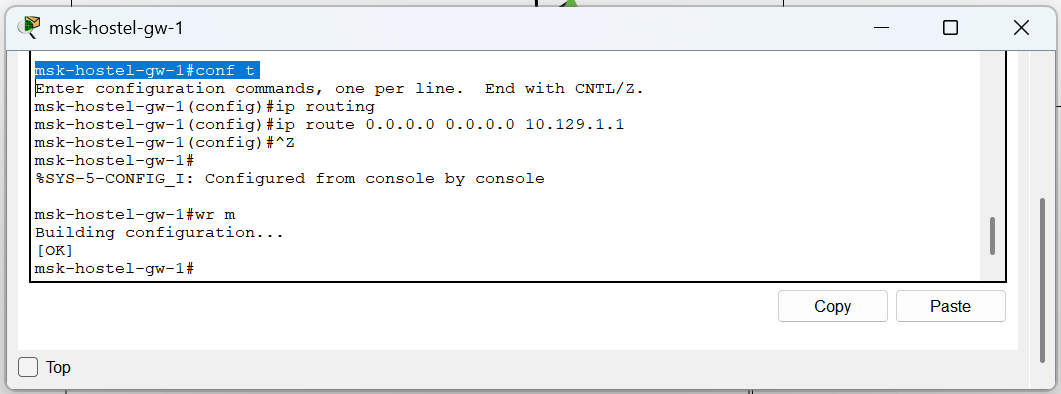 msk-hostel-gw-1
msk-hostel-gw-1#conf t
Enter configuration commands, one per line.  End with CNTL/Z.
msk-hostel-gw-1(config)#ip routing
msk-hostel-gw-1(config)#ip route 0.0.0.0 0.0.0.0 10.129.1.1
msk-hostel-gw-1(config)#^Z
msk-hostel-gw-1#
%SYS-5-CONFIG_I: Configured from console by console
msk-hostel-gw-1#wr m
Building configuration...
[OK]
msk-hostel-gw-1#
Copy Paste
Top